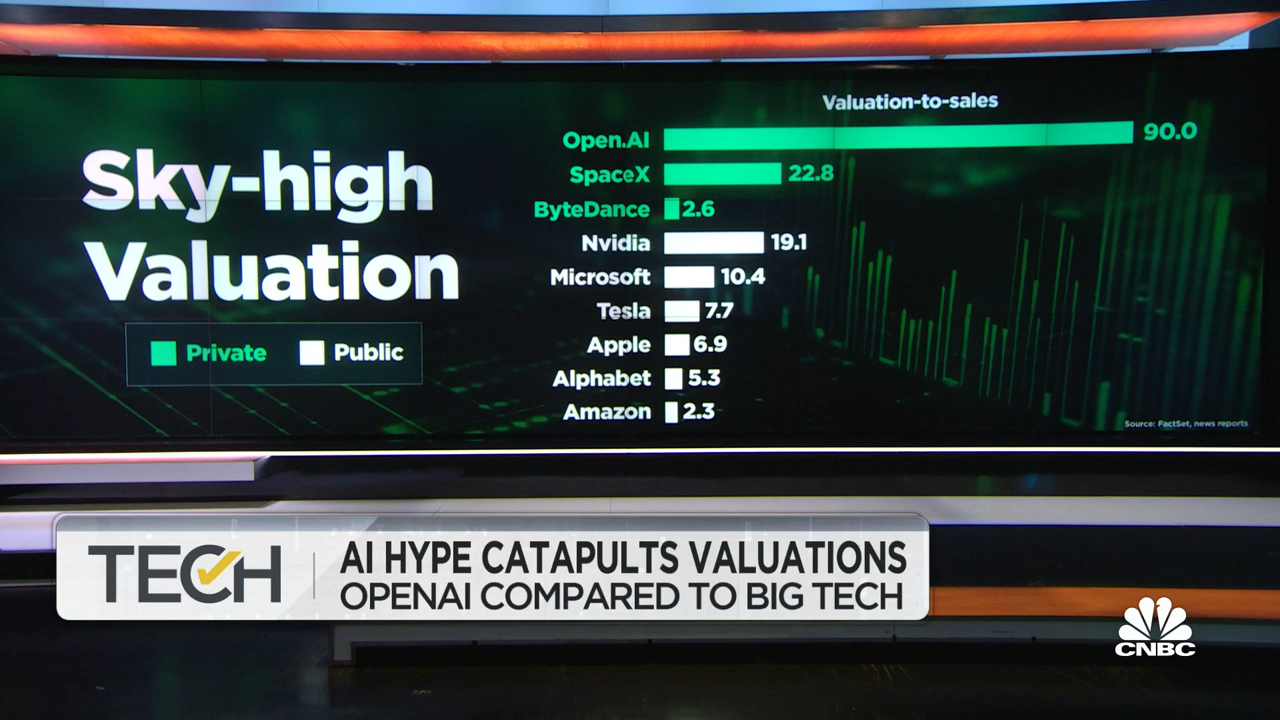 Sky-high
Valuation
Private Public
Valuation-to-sales
Open.AI 90.0
SpaceX 22.8
ByteDance 2.6
Nvidia 19.1
Microsoft 10.4
Tesla 7.7
Apple 6.9
Alphabet 5.3
Amazon 2.3
Source: FactSet, news reports
TECH
AI HYPE CATAPULTS VALUATIONS
OPENAI COMPARED TO BIG TECH
CNBC